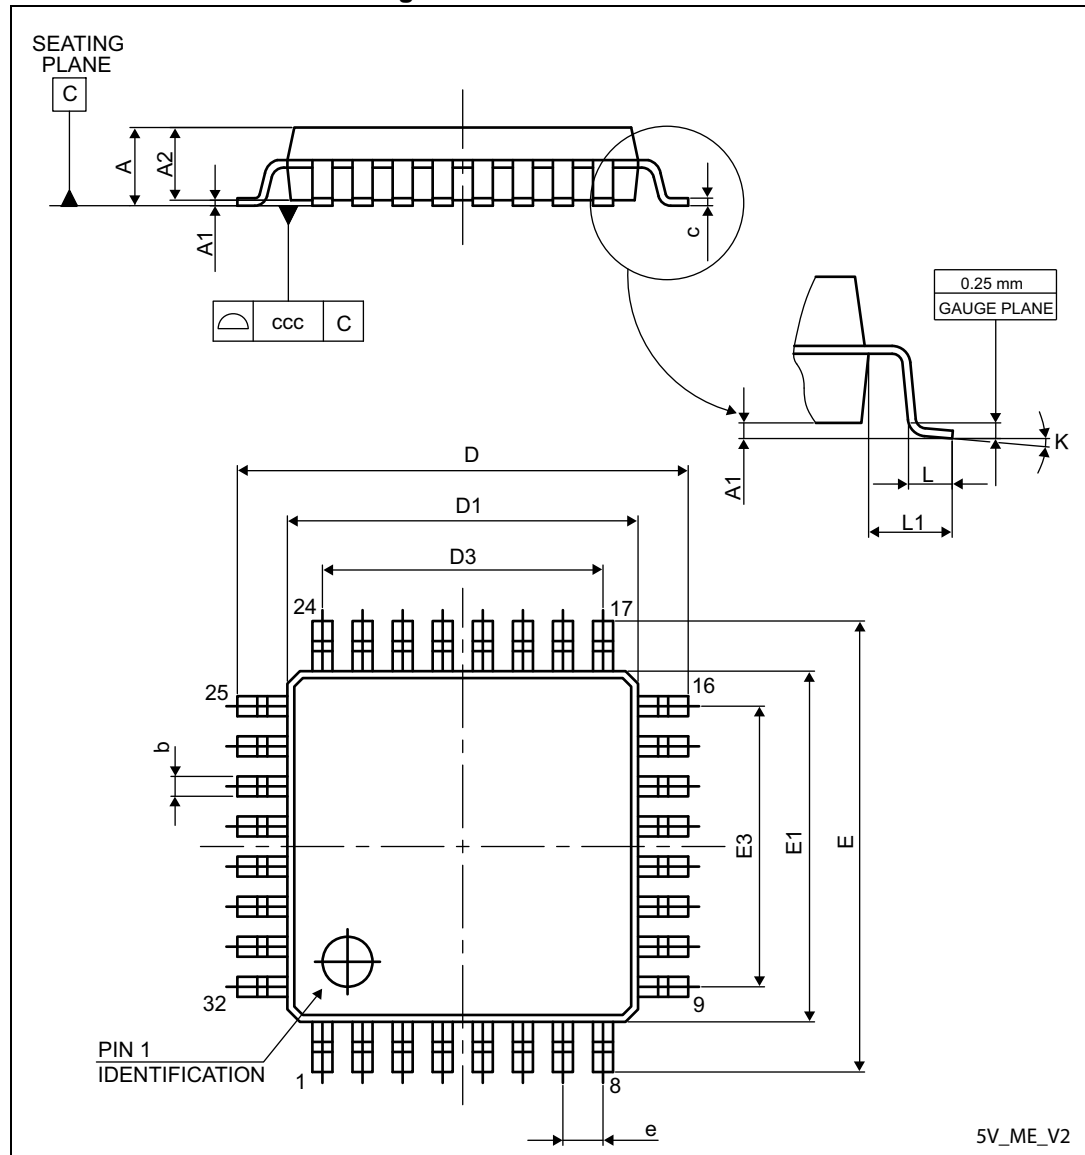 SEATING
PLANE
C
A
A2
A1
c
ccc
C
0.25 mm
GAUGE PLANE
K
A1
L
L1
D
D1
D3
24
17
25
16
b
E3
E1
E
32
9
PIN 1
IDENTIFICATION
1
8
e
5V_ME_V2